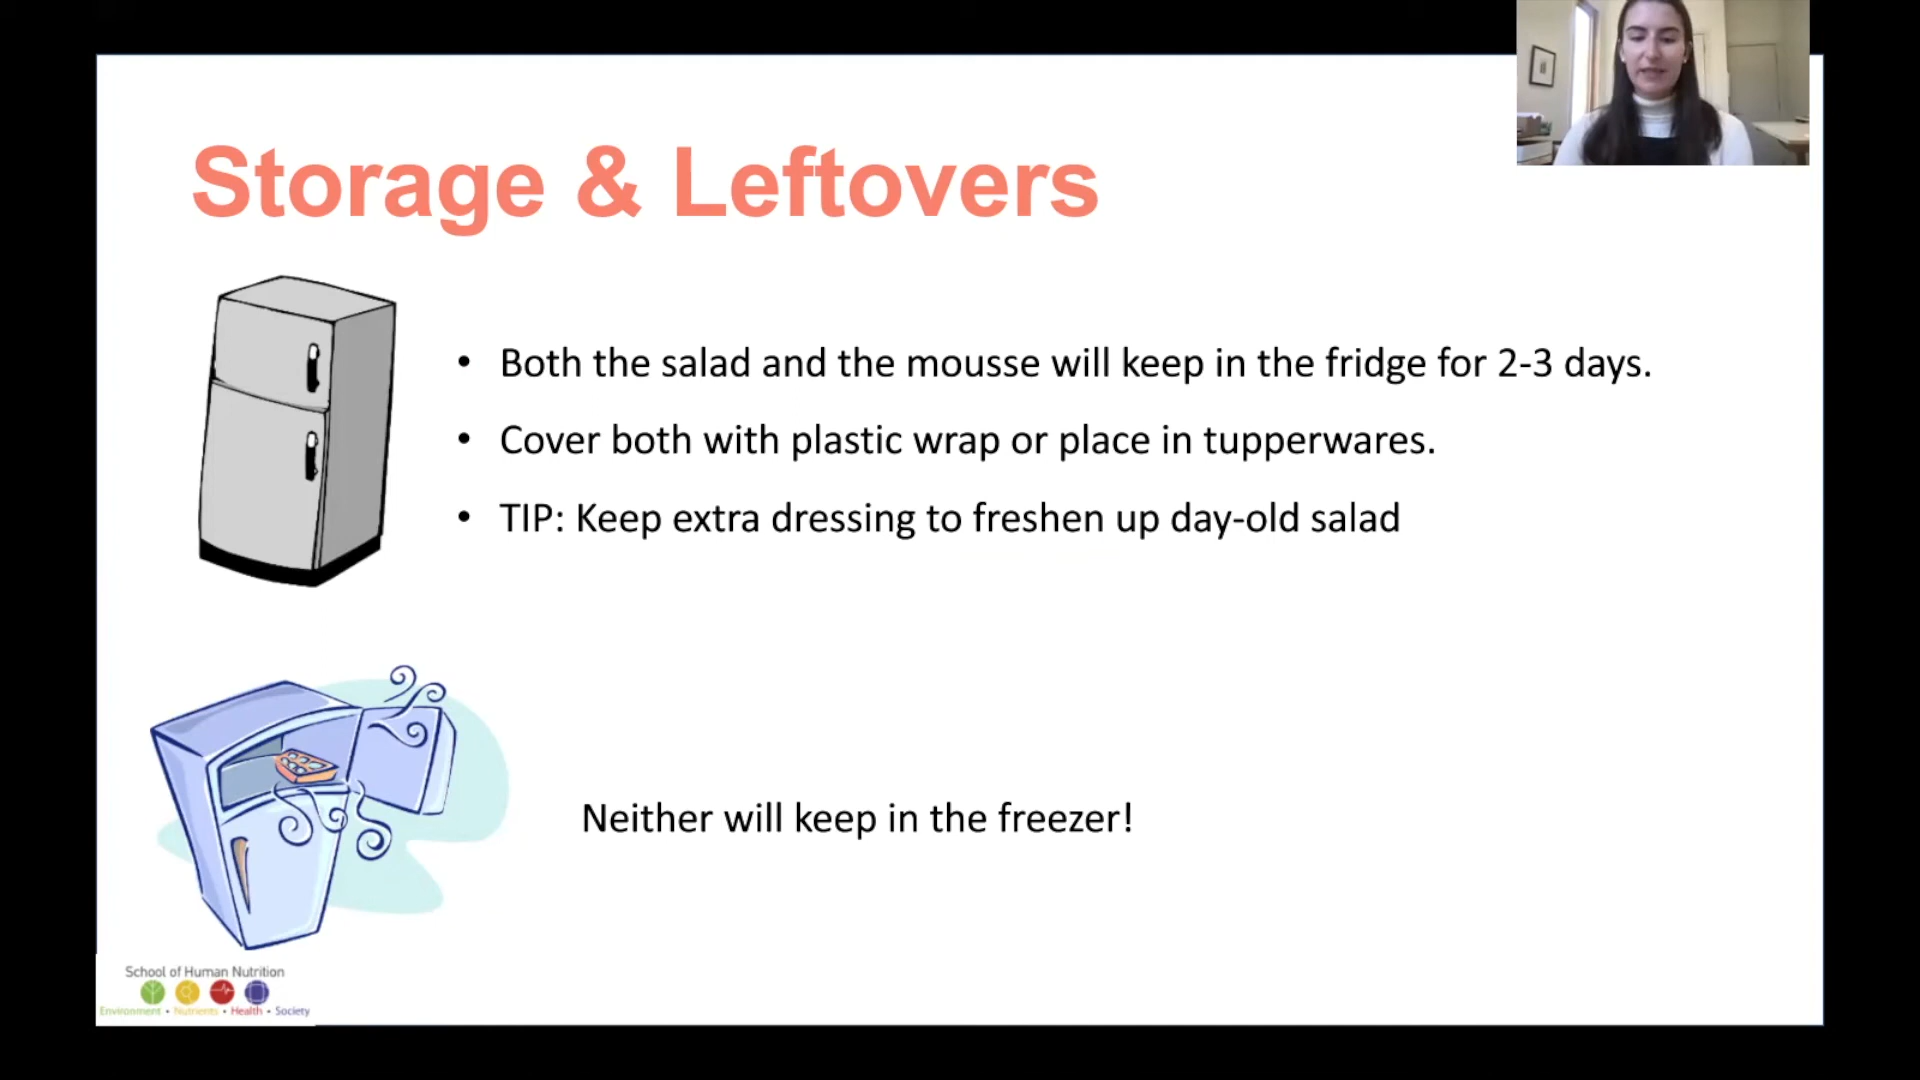 Storage & Leftovers
• Both the salad and the mousse will keep in the fridge for 2-3 days.
• Cover both with plastic wrap or place in tupperwares.
• TIP: Keep extra dressing to freshen up day-old salad
Neither will keep in the freezer!
School of Human Nutrition
Environment • Nutrients • Health • Society